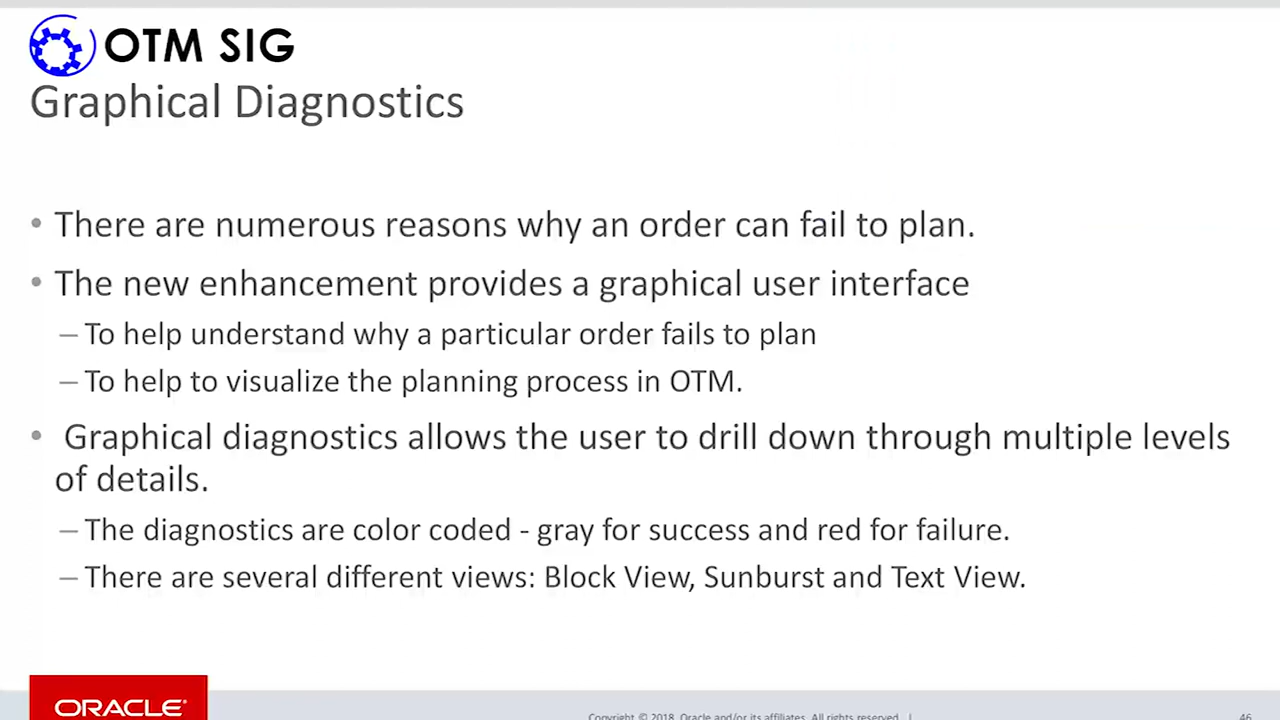 OTM SIG
Graphical Diagnostics
• There are numerous reasons why an order can fail to plan.
• The new enhancement provides a graphical user interface
– To help understand why a particular order fails to plan
– To help to visualize the planning process in OTM.
• Graphical diagnostics allows the user to drill down through multiple levels
of details.
– The diagnostics are color coded - gray for success and red for failure.
– There are several different views: Block View, Sunburst and Text View.
ORACLE®
Copyright © 2018, Oracle and/or its affiliates. All rights reserved. |
46